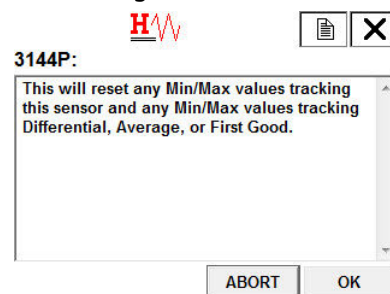 H
3144P:
This will reset any Min/Max values tracking
this sensor and any Min/Max values tracking
Differential, Average, or First Good.
ABORT OK